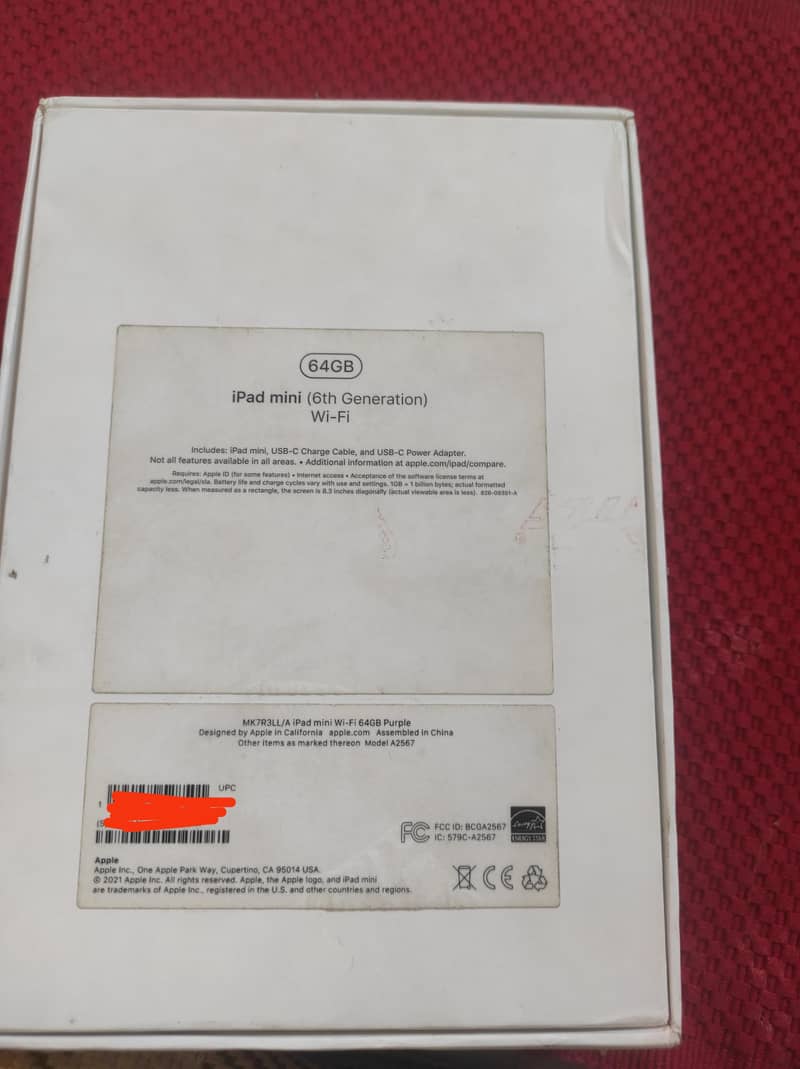 64GB
iPad mini (6th Generation)
Wi-Fi
Includes: iPad mini, USB-C Charge Cable, and USB-C Power Adapter.
Not all features available in all areas. • Additional information at apple.com/ipad/compare.
Requires: Apple ID (for some features) • Internet access • Acceptance of the software license terms at
apple.com/legal/sla. Battery life and charge cycles vary with use and settings. 1GB = 1 billion bytes; actual formatted
capacity less. When measured as a rectangle, the screen is 8.3 inches diagonally (actual viewable area is less).
MK7R3LL/A iPad mini Wi-Fi 64GB Purple
Designed by Apple in California apple.com Assembled in China
Other items as marked thereon Model A2567
UPC
1
(S
FC FCC ID: BCGA2567
IC: 579C-A2567
ENERGY STAR
Apple
Apple Inc., One Apple Park Way, Cupertino, CA 95014 USA.
© 2021 Apple Inc. All rights reserved. Apple, the Apple logo, and iPad mini
are trademarks of Apple Inc., registered in the U.S. and other countries and regions.
CE